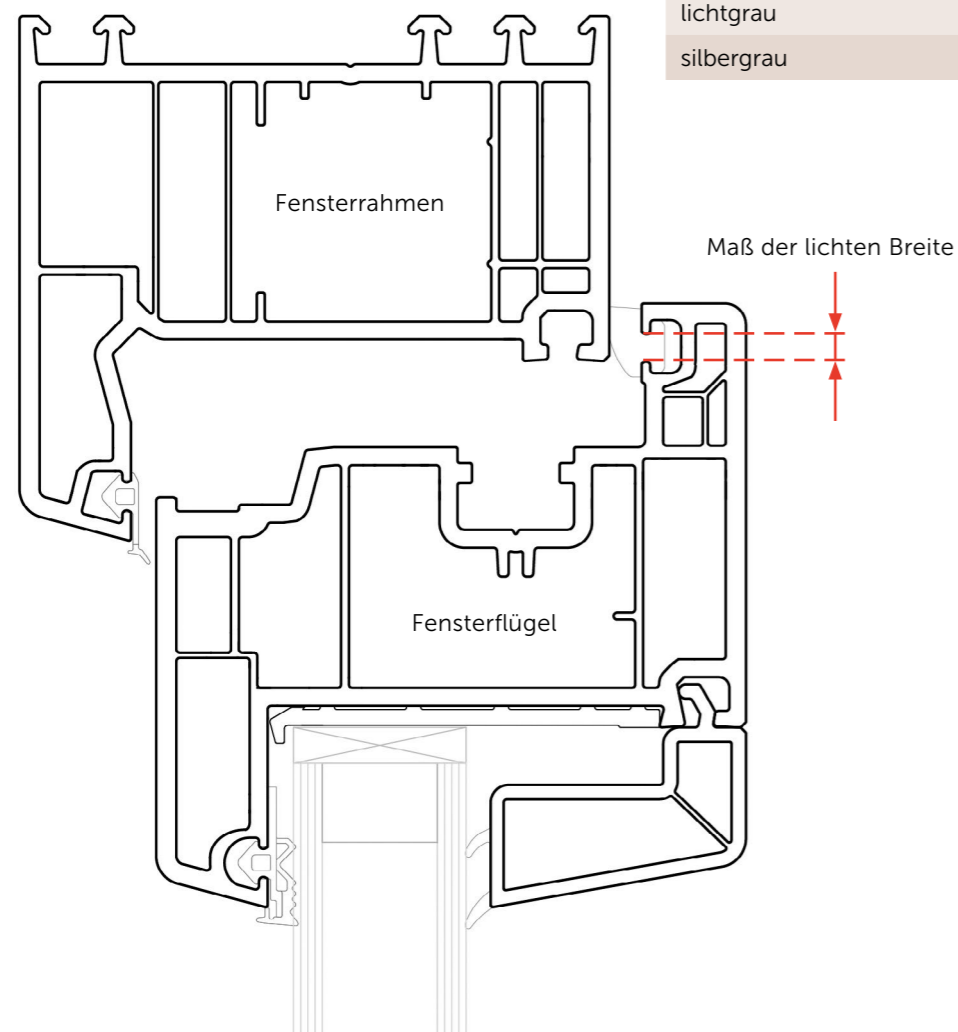 lichtgrau
silbergrau
Fensterrahmen
Maß der lichten Breite
Fensterflügel